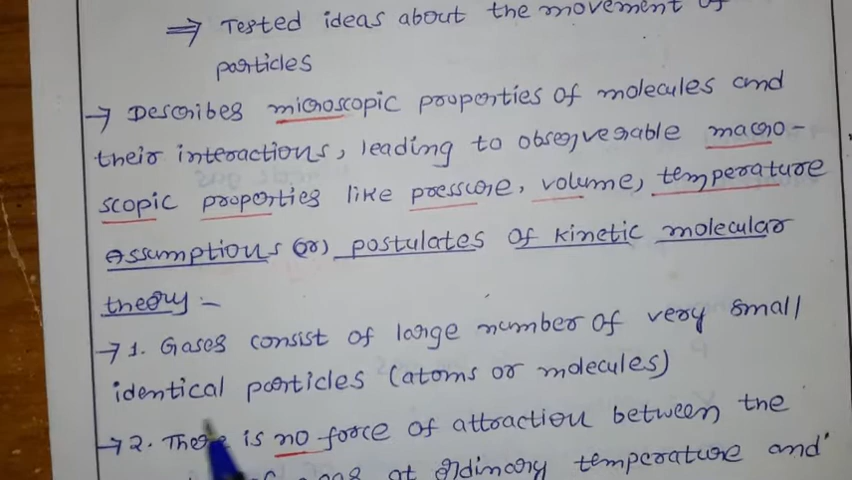 ⇒ Tested ideas about the movement of
particles
→ Describes microscopic properties of molecules and
their interactions, leading to observerable macro-
scopic properties like pressure, volume, temperature
Assumptions (or) postulates of kinetic molecular
theory :-
→ 1. Gases consist of large number of very small
identical particles (atoms or molecules)
→ 2. There is no force of attraction between the
gas at ordinary temperature and